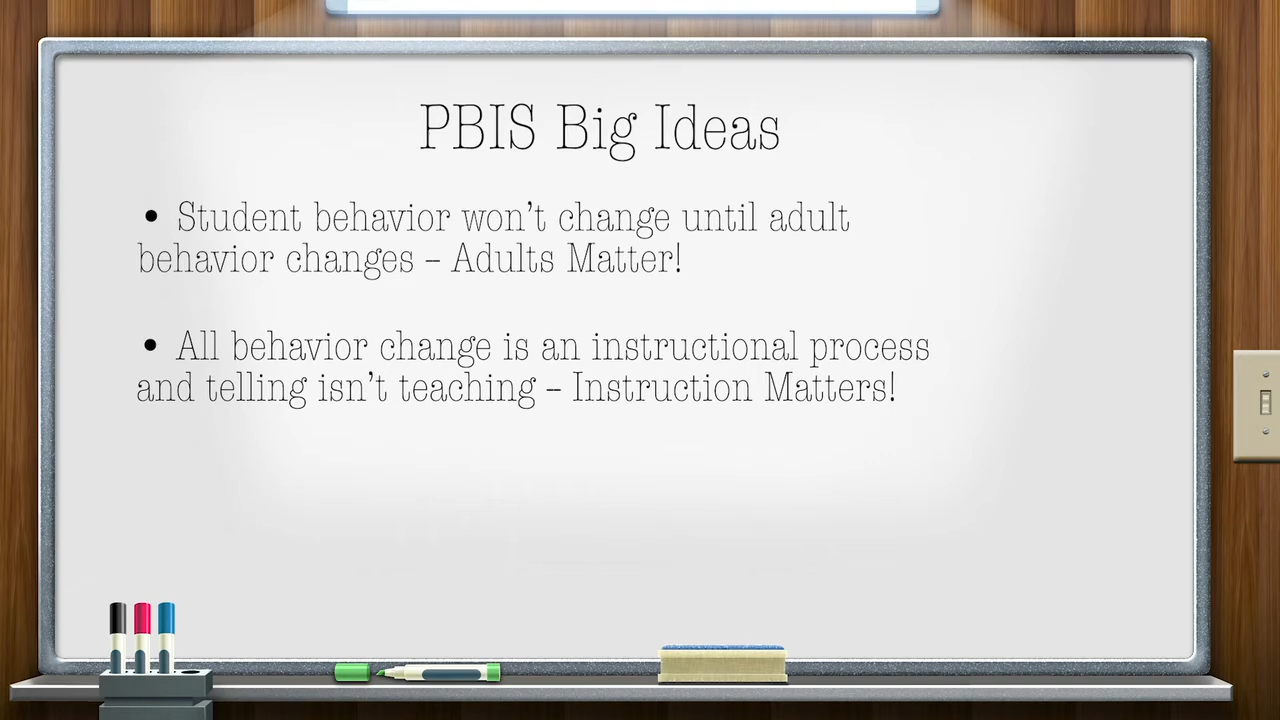 PBIS Big Ideas
• Student behavior won’t change until adult
behavior changes – Adults Matter!
• All behavior change is an instructional process
and telling isn’t teaching – Instruction Matters!